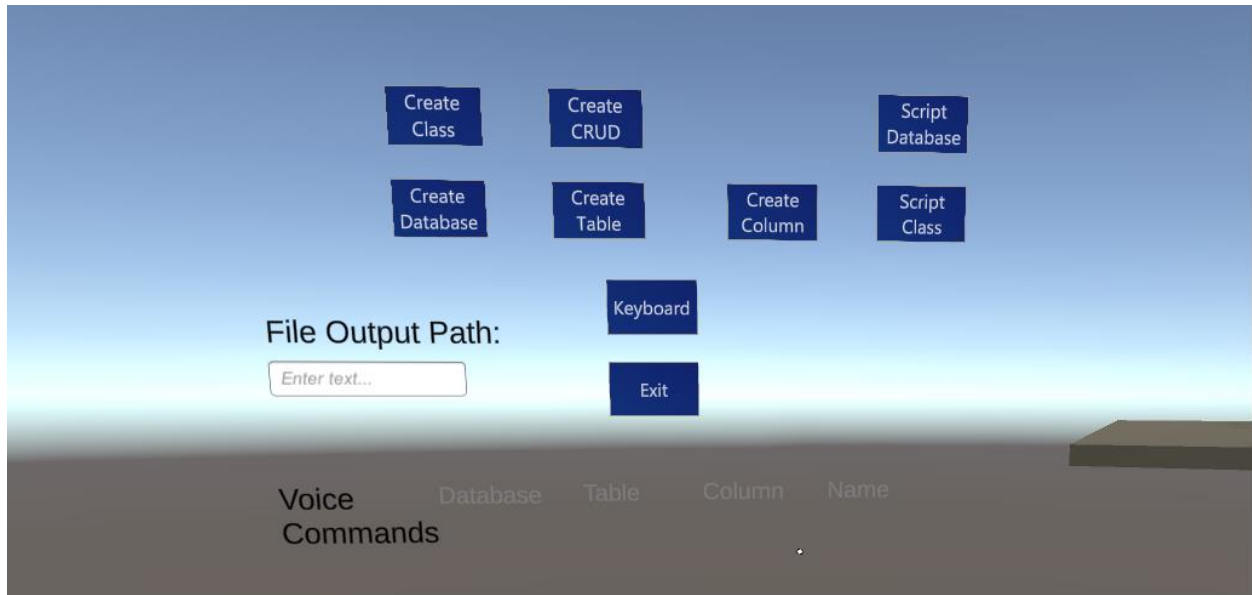 Create
Class
Create
CRUD
Script
Database
Create
Database
Create
Table
Create
Column
Script
Class
Keyboard
File Output Path:
Enter text...
Exit
Voice
Commands
Database
Table
Column
Name